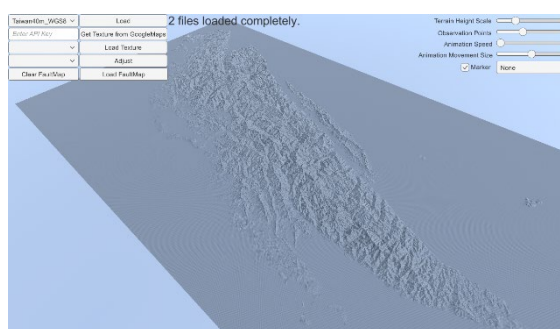 Taiwan40m_WGS8
Load
2 files loaded completely.
Enter API Key
Get Texture from GoogleMaps
Load Texture
Adjust
Clear FaultMap
Load FaultMap
Terrain Height Scale
Observation Points
Animation Speed
Animation Movement Size
Marker
None